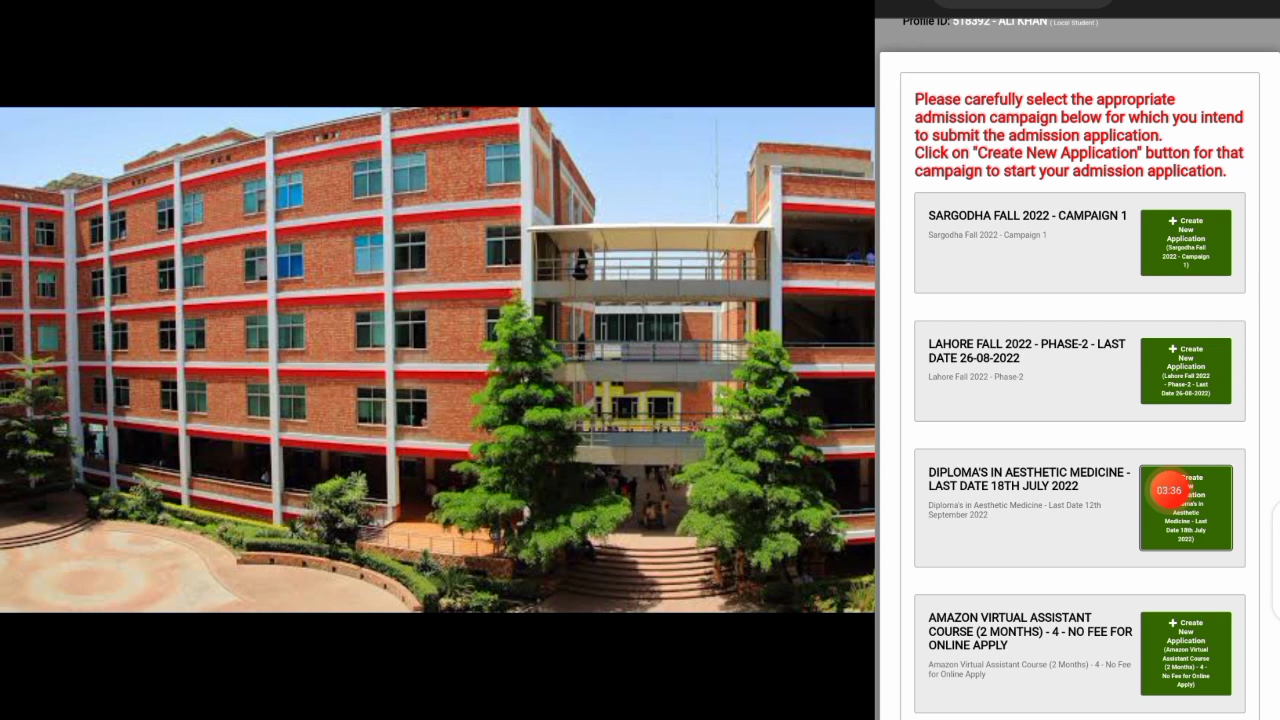 Profile ID: 518392 - ALI KHAN ( Local Student )
Please carefully select the appropriate
admission campaign below for which you intend
to submit the admission application.
Click on "Create New Application" button for that
campaign to start your admission application.
SARGODHA FALL 2022 - CAMPAIGN 1
Sargodha Fall 2022 - Campaign 1
+ Create
New
Application
(Sargodha Fall
2022 - Campaign
1)
LAHORE FALL 2022 - PHASE-2 - LAST
DATE 26-08-2022
Lahore Fall 2022 - Phase-2
+ Create
New
Application
(Lahore Fall 2022
- Phase-2 - Last
Date 26-08-2022)
DIPLOMA'S IN AESTHETIC MEDICINE -
LAST DATE 18TH JULY 2022
Diploma's in Aesthetic Medicine - Last Date 12th
September 2022
03:36
Aesthetic
Medicine - Last
Date 18th July
2022)
AMAZON VIRTUAL ASSISTANT
COURSE (2 MONTHS) - 4 - NO FEE FOR
ONLINE APPLY
Amazon Virtual Assistant Course (2 Months) - 4 - No Fee
for Online Apply
+ Create
New
Application
(Amazon Virtual
Assistant Course
(2 Months) - 4 -
No Fee for Online
Apply)